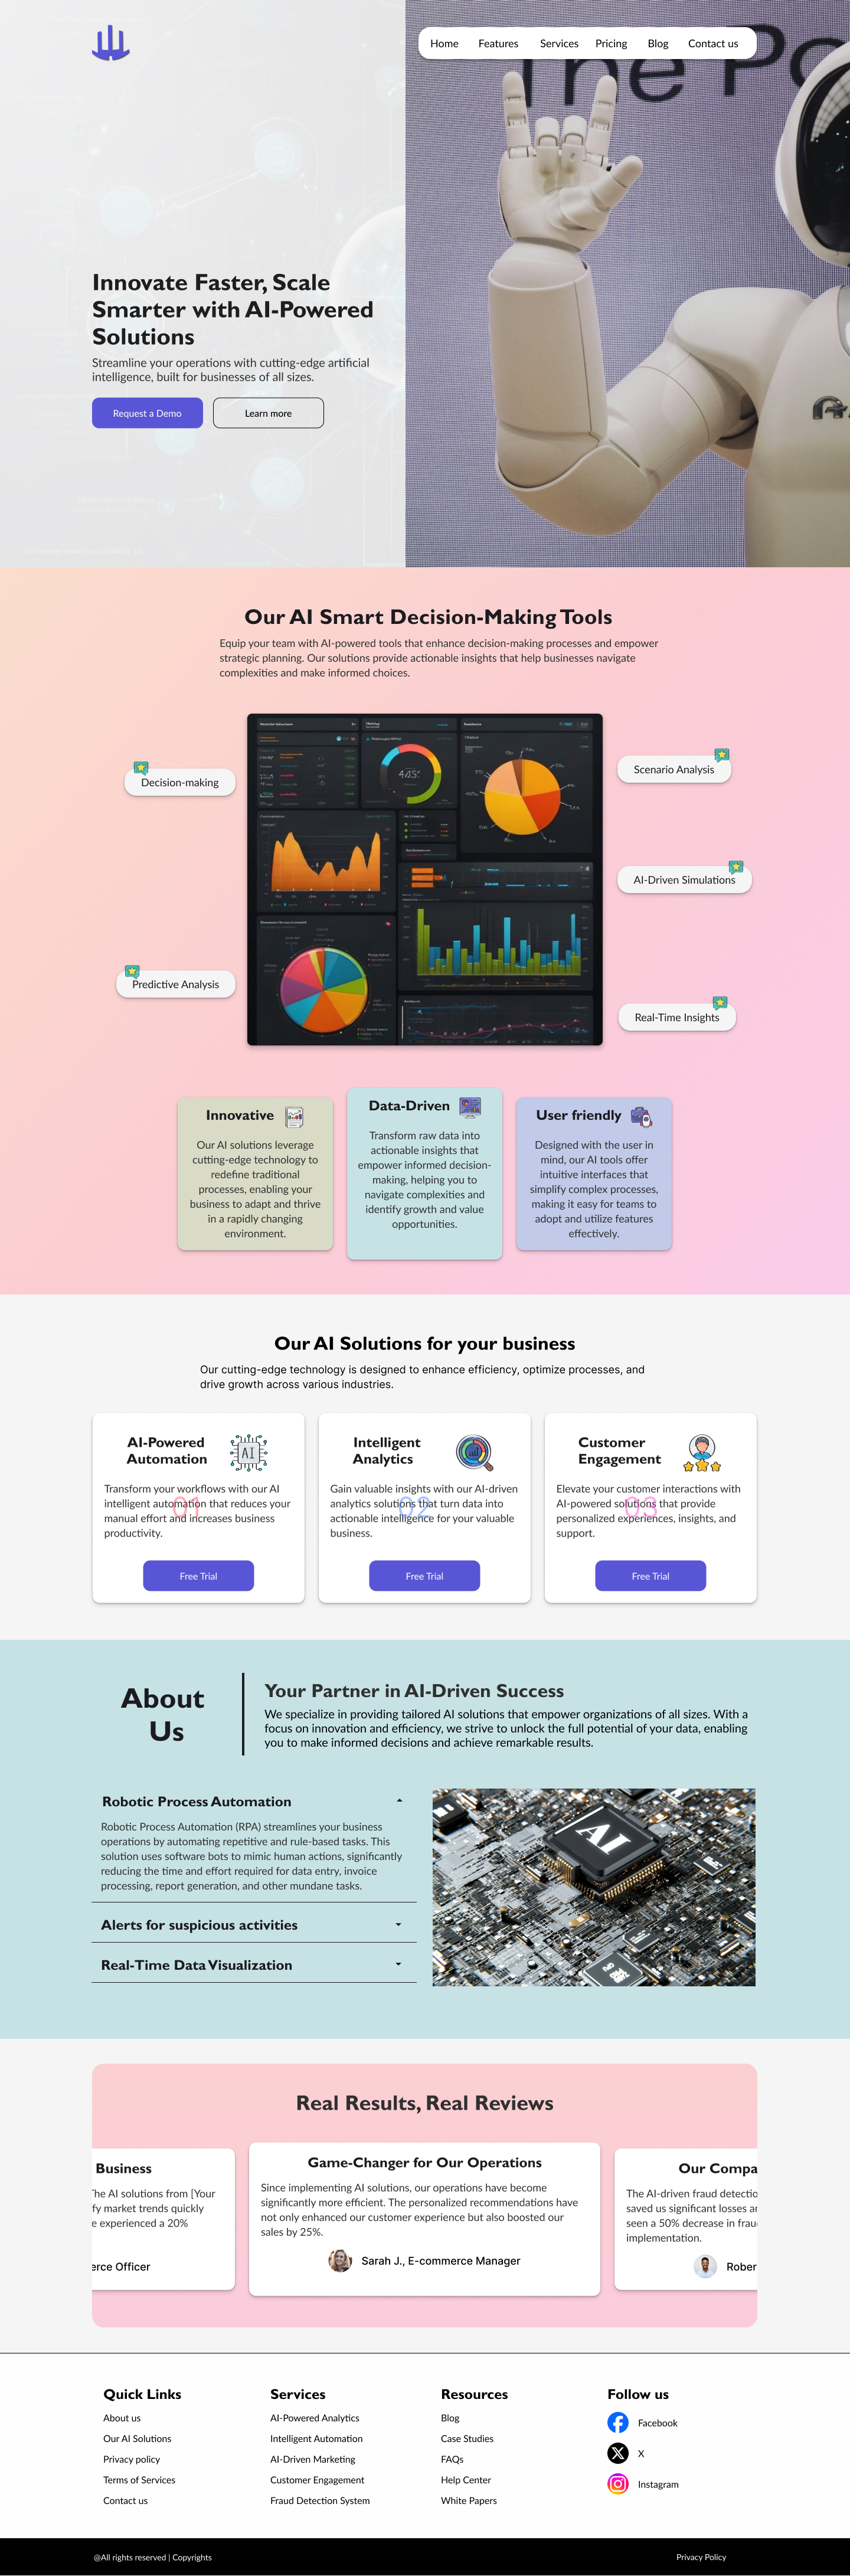 Home Features Services Pricing Blog Contact us
The Po
Innovate Faster, Scale
Smarter with AI-Powered
Solutions
Streamline your operations with cutting-edge artificial
intelligence, built for businesses of all sizes.
Request a Demo
Learn more
Our AI Smart Decision-Making Tools
Equip your team with AI-powered tools that enhance decision-making processes and empower
strategic planning. Our solutions provide actionable insights that help businesses navigate
complexities and make informed choices.
Decision-making
Predictive Analysis
Scenario Analysis
AI-Driven Simulations
Real-Time Insights
Innovative
Our AI solutions leverage
cutting-edge technology to
redefine traditional
processes, enabling your
business to adapt and thrive
in a rapidly changing
environment.
Data-Driven
Transform raw data into
actionable insights that
empower informed decision-
making, helping you to
navigate complexities and
identify growth and value
opportunities.
User friendly
Designed with the user in
mind, our AI tools offer
intuitive interfaces that
simplify complex processes,
making it easy for teams to
adopt and utilize features
effectively.
Our AI Solutions for your business
Our cutting-edge technology is designed to enhance efficiency, optimize processes, and
drive growth across various industries.
AI-Powered
Automation
AI
Transform your workflows with our AI
intelligent that reduces your
manual effort business
productivity.
01
Free Trial
Intelligent
Analytics
Gain valuable insights with our AI-driven
analytics turn data into
actionable for your valuable
business.
02
Free Trial
Customer
Engagement
Elevate your customer interactions with
AI-powered that provide
personalized insights, and
support.
03
Free Trial
About
Us
Your Partner in AI-Driven Success
We specialize in providing tailored AI solutions that empower organizations of all sizes. With a
focus on innovation and efficiency, we strive to unlock the full potential of your data, enabling
you to make informed decisions and achieve remarkable results.
Robotic Process Automation
Robotic Process Automation (RPA) streamlines your business
operations by automating repetitive and rule-based tasks. This
solution uses software bots to mimic human actions, significantly
reducing the time and effort required for data entry, invoice
processing, report generation, and other mundane tasks.
Alerts for suspicious activities
Real-Time Data Visualization
AI
Real Results, Real Reviews
Business
The AI solutions from [Your
fy market trends quickly
e experienced a 20%
erce Officer
Game-Changer for Our Operations
Since implementing AI solutions, our operations have become
significantly more efficient. The personalized recommendations have
not only enhanced our customer experience but also boosted our
sales by 25%.
Sarah J., E-commerce Manager
Our Compa
The AI-driven fraud detectio
saved us significant losses an
seen a 50% decrease in frau
implementation.
Rober
Quick Links
About us
Our AI Solutions
Privacy policy
Terms of Services
Contact us
Services
AI-Powered Analytics
Intelligent Automation
AI-Driven Marketing
Customer Engagement
Fraud Detection System
Resources
Blog
Case Studies
FAQs
Help Center
White Papers
Follow us
Facebook
X
Instagram
@All rights reserved | Copyrights
Privacy Policy